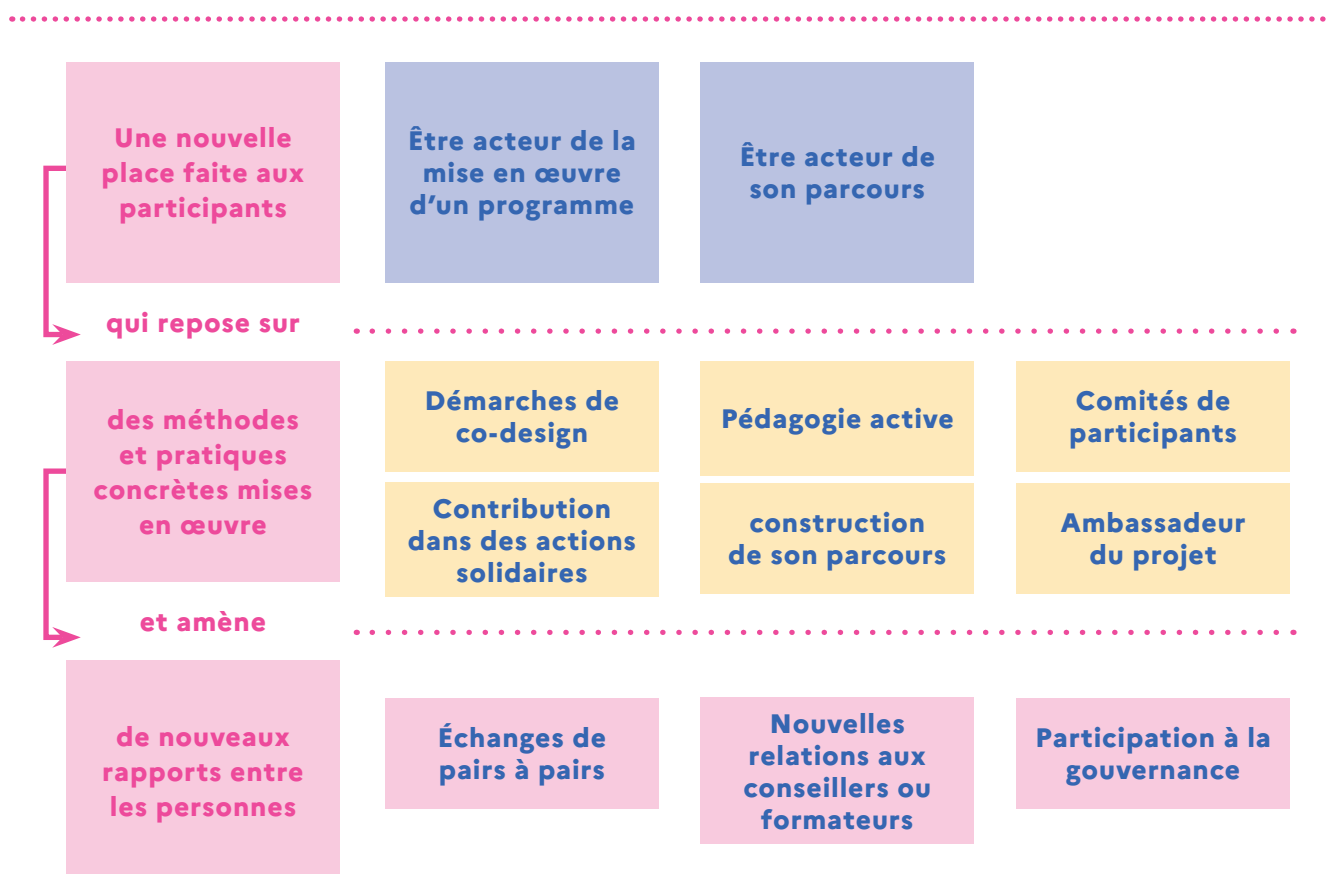 Une nouvelle
place faite aux
participants
Être acteur de la
mise en œuvre
d'un programme
Être acteur de
son parcours
qui repose sur
des méthodes
et pratiques
concrètes mises
en œuvre
Démarches de
co-design
Pédagogie active
Comités de
participants
Contribution
dans des actions
solidaires
construction
de son parcours
Ambassadeur
du projet
et amène
de nouveaux
rapports entre
les personnes
Échanges de
pairs à pairs
Nouvelles
relations aux
conseillers ou
formateurs
Participation à la
gouvernance